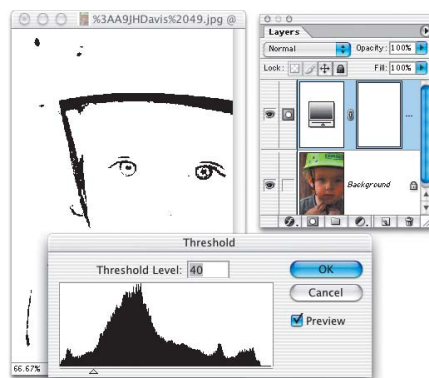 %3AA9JHDavis%2049.jpg @
Layers
Normal
Opacity: 100%
Lock:
Fill: 100%
...
Background
Threshold
Threshold Level: 40
OK
Cancel
Preview
66.67%